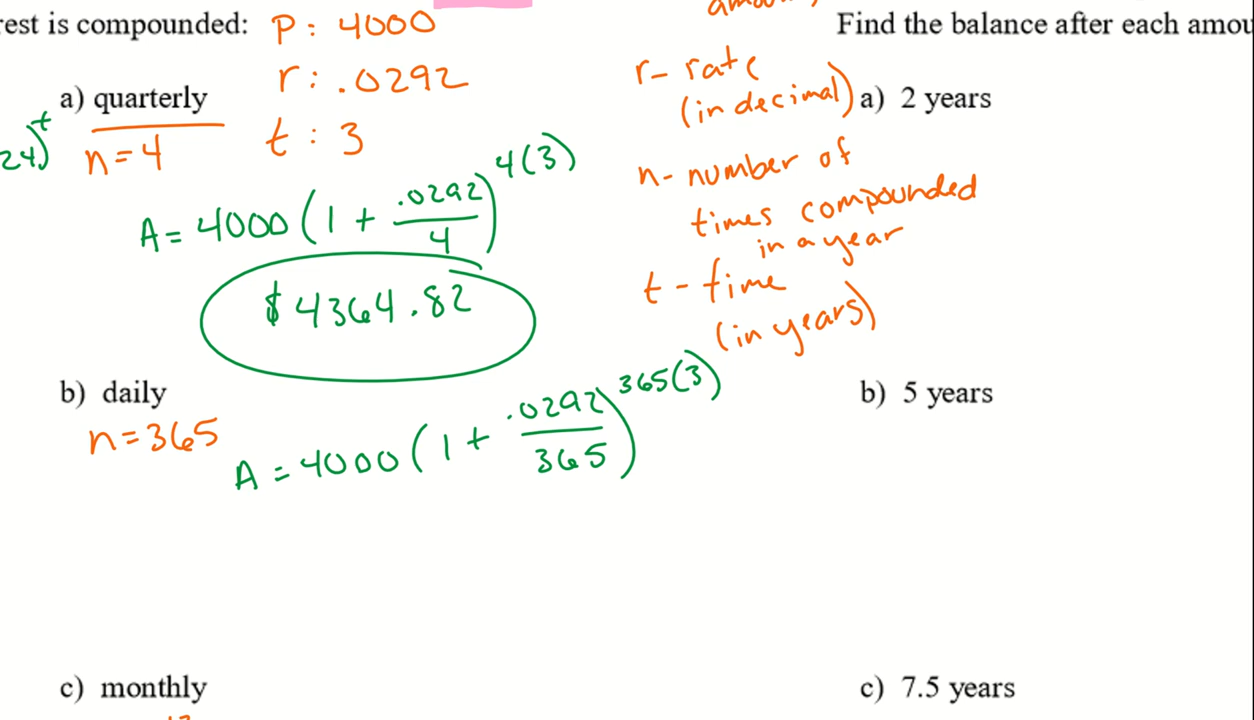 rest is compounded: P: 4000
r: .0292
a) quarterly
n=4 t: 3
24)^t
A = 4000 (1 + .0292/4)^4(3)
$4364.82
b) daily
n=365
A = 4000 (1 + .0292/365)^365(3)
c) monthly
r- rate
(in decimal)
n- number of
times compounded
in a year
t- time
(in years)
Find the balance after each amou
a) 2 years
b) 5 years
c) 7.5 years